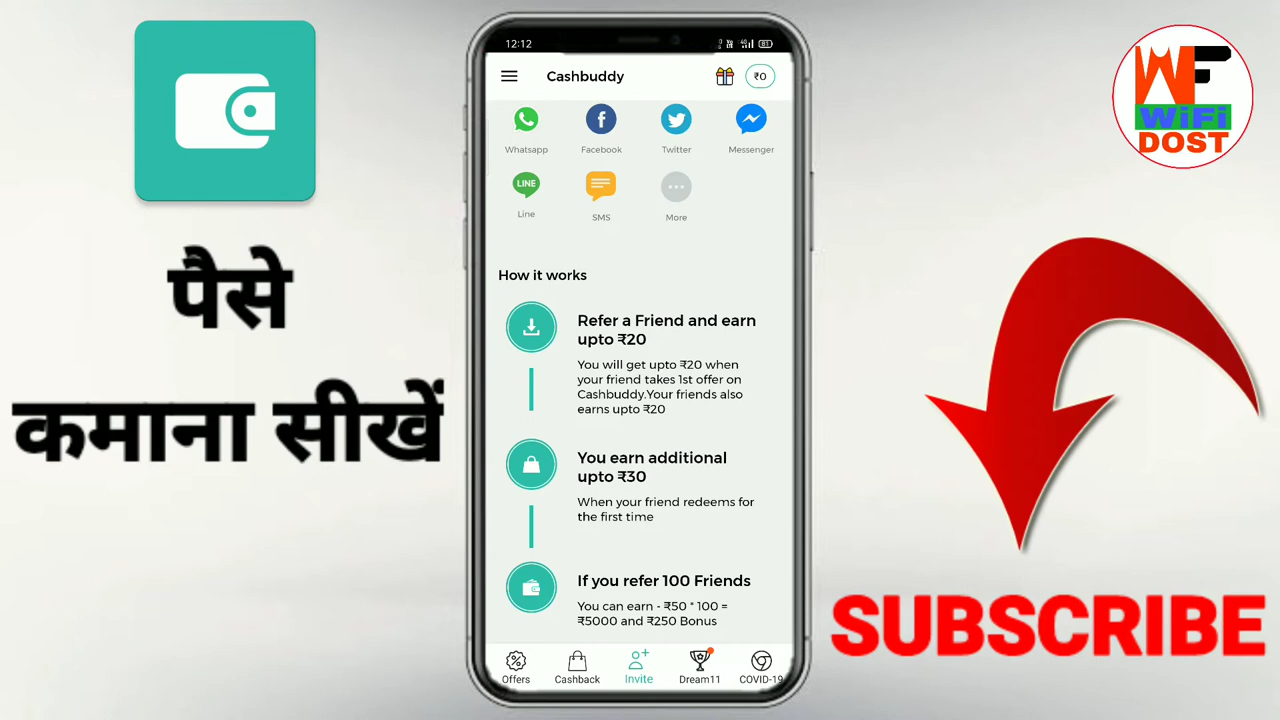 पैसे
कमाना सीखें
12:12
81
Cashbuddy
₹0
Whatsapp
Facebook
Twitter
Messenger
LINE
Line
SMS
More
How it works
Refer a Friend and earn
upto ₹20
You will get upto ₹20 when
your friend takes 1st offer on
Cashbuddy.Your friends also
earns upto ₹20
You earn additional
upto ₹30
When your friend redeems for
the first time
If you refer 100 Friends
You can earn - ₹50 * 100 =
₹5000 and ₹250 Bonus
Offers
Cashback
Invite
Dream11
COVID-19
WF
WiFi
DOST
SUBSCRIBE